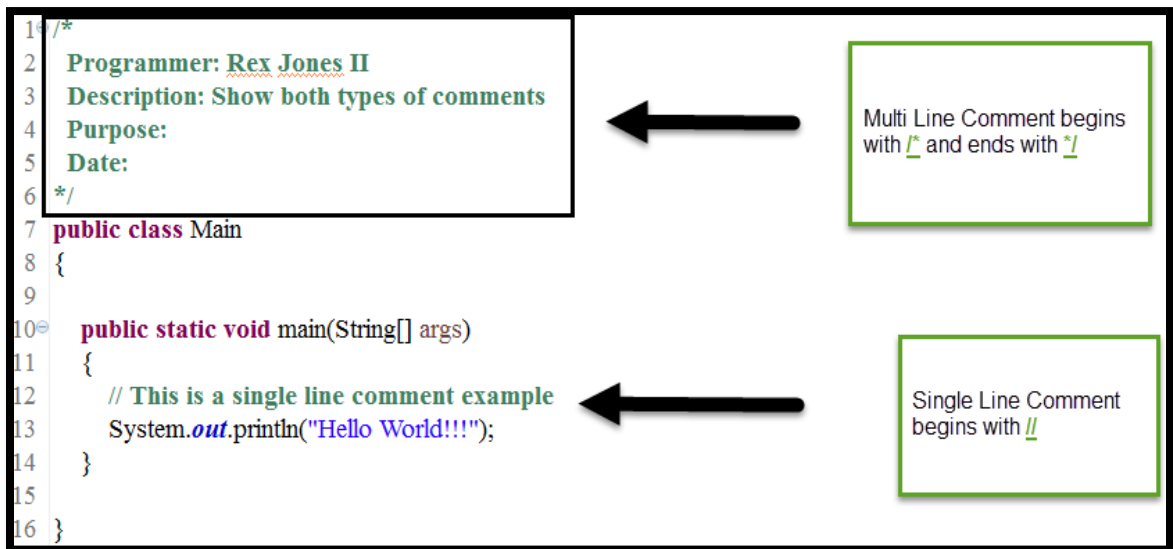 1 /*
2 Programmer: Rex Jones II
3 Description: Show both types of comments
4 Purpose:
5 Date:
6 */
7 public class Main
8 {
9
10 public static void main(String[] args)
11 {
12 // This is a single line comment example
13 System.out.println("Hello World!!!");
14 }
15
16 }
Multi Line Comment begins
with /* and ends with */
Single Line Comment
begins with //